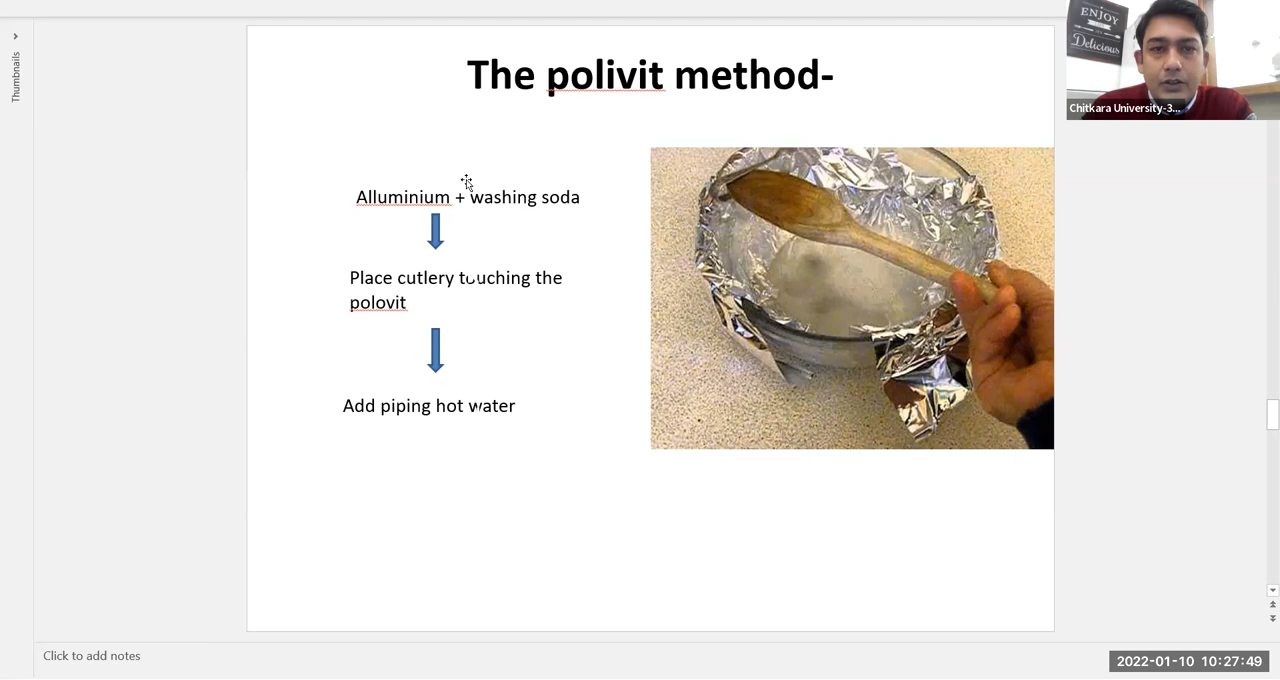 Thumbnails
The polivit method-
Alluminium + washing soda
Place cutlery touching the
polovit
Add piping hot water
Click to add notes
ENJOY
Delicious
Chitkara University-3...
2022-01-10 10:27:49